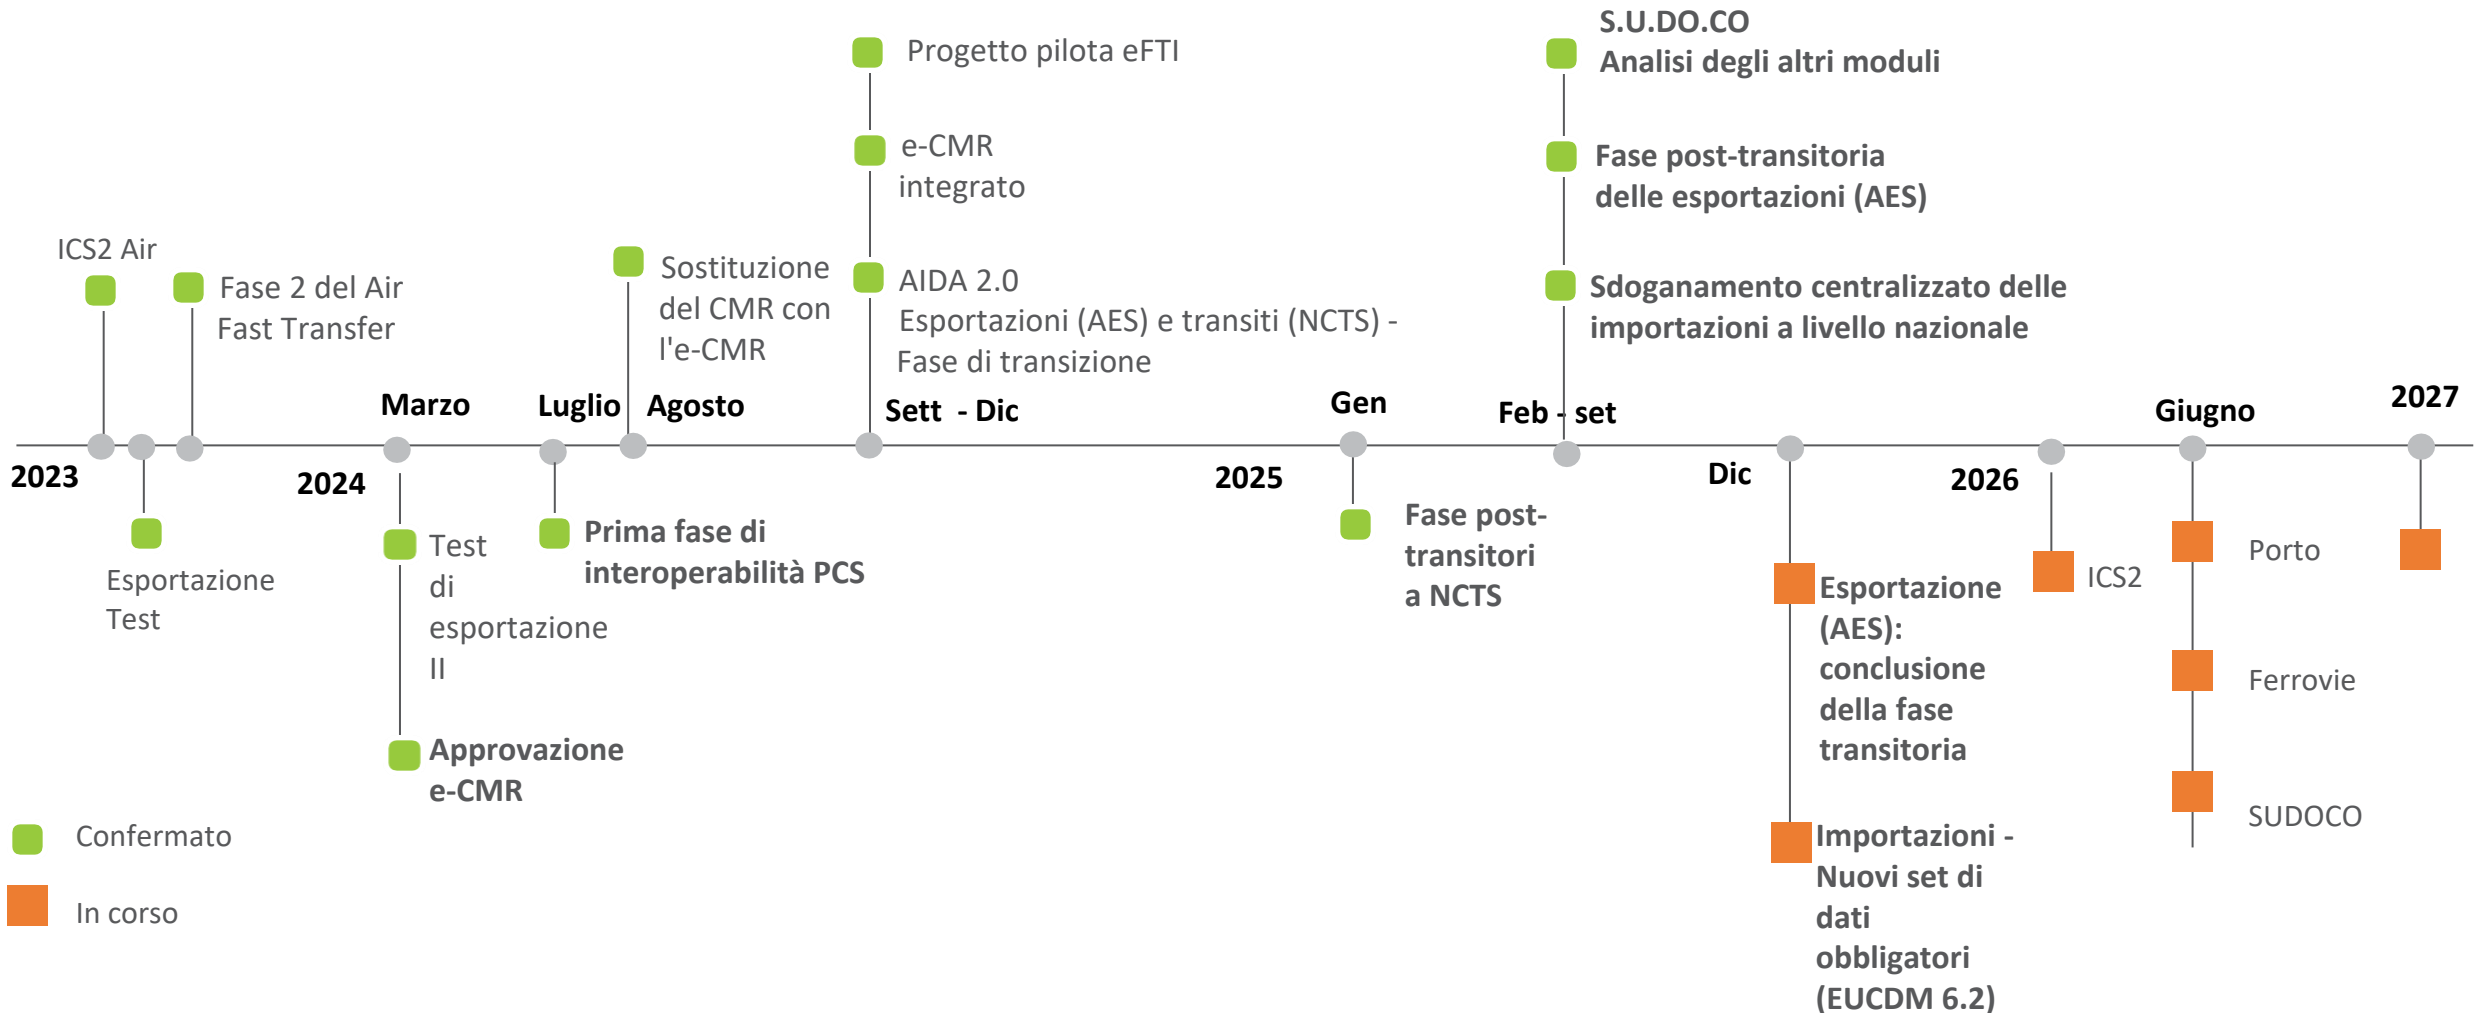 S.U.DO.CO
Analisi degli altri moduli
Progetto pilota eFTI
e-CMR
integrato
Fase post-transitoria
delle esportazioni (AES)
ICS2 Air
Fase 2 del Air
Fast Transfer
Sostituzione
del CMR con
l'e-CMR
AIDA 2.0
Esportazioni (AES) e transiti (NCTS) -
Fase di transizione
Sdoganamento centralizzato delle
importazioni a livello nazionale
Marzo
Luglio
Agosto
Sett - Dic
Gen
Feb - set
Giugno
2027
2023
2024
2025
Dic
2026
Esportazione
Test
Test
di
esportazione
II
Prima fase di
interoperabilità PCS
Fase post-
transitori
a NCTS
Esportazione
(AES):
conclusione
della fase
transitoria
ICS2
Porto
Ferrovie
SUDOCO
Approvazione
e-CMR
Importazioni -
Nuovi set di
dati
obbligatori
(EUCDM 6.2)
Confermato
In corso